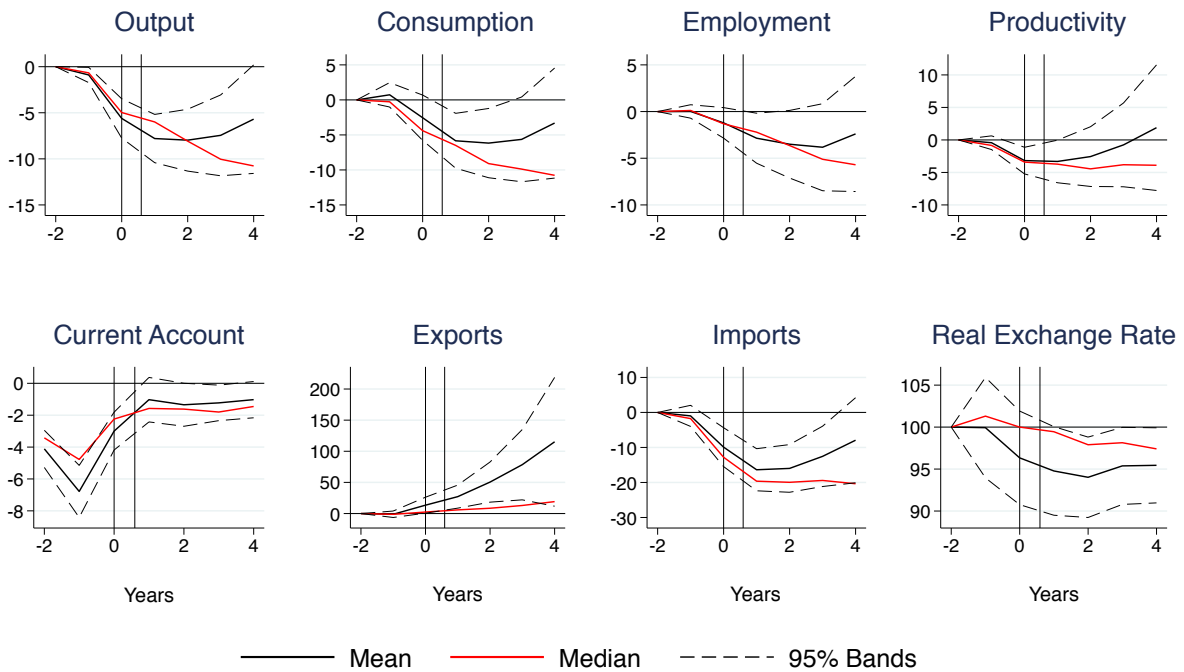 Output
Consumption
Employment
Productivity
0
-5
-10
-15
-2 0 2 4
5
0
-5
-10
-15
-2 0 2 4
5
0
-5
-10
-2 0 2 4
10
5
0
-5
-10
-2 0 2 4
Current Account
Exports
Imports
Real Exchange Rate
0
-2
-4
-6
-8
-2 0 2 4
Years
200
150
100
50
0
-2 0 2 4
Years
10
0
-10
-20
-30
-2 0 2 4
Years
105
100
95
90
-2 0 2 4
Years
Mean Median 95% Bands